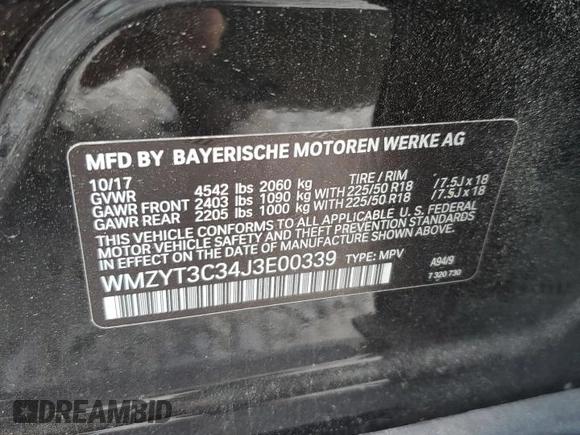 MFD BY BAYERISCHE MOTOREN WERKE AG
10/17 TIRE / RIM
GVWR 4542 lbs 2060 kg
GAWR FRONT 2403 lbs 1090 kg WITH 225/50 R18 /7.5J x 18
GAWR REAR 2205 lbs 1000 kg WITH 225/50 R18 /7.5J x 18
THIS VEHICLE CONFORMS TO ALL APPLICABLE U.S. FEDERAL
MOTOR VEHICLE SAFETY, BUMPER, AND THEFT PREVENTION STANDARDS
IN EFFECT ON THE DATE OF MANUFACTURE SHOWN ABOVE.
WMZYT3C34J3E00339 TYPE: MPV
A94/9
7 320 730
DREAMBID